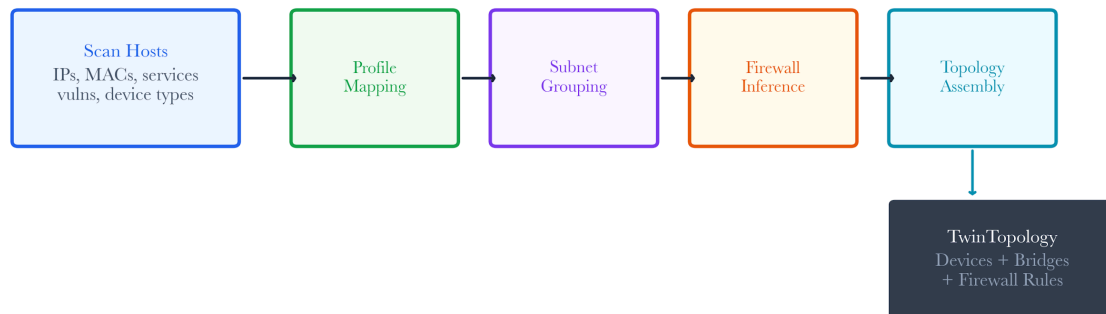 Scan Hosts
IPs, MACs, services
vulns, device types
Profile
Mapping
Subnet
Grouping
Firewall
Inference
Topology
Assembly
TwinTopology
Devices + Bridges
+ Firewall Rules